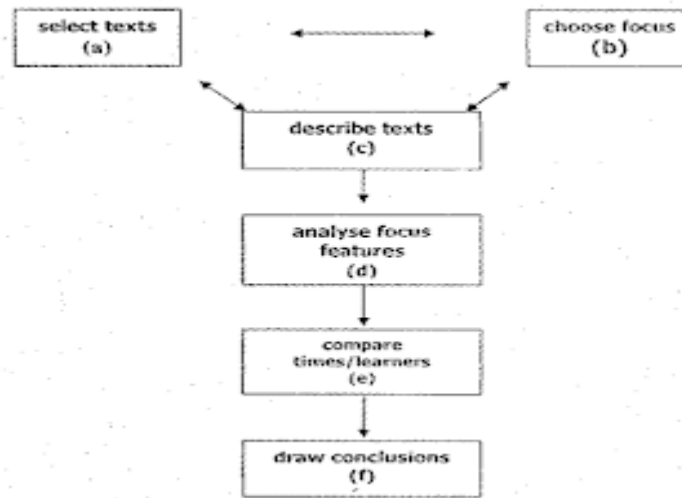 select texts
(a)
choose focus
(b)
describe texts
(c)
analyse focus
features
(d)
compare
times/learners
(e)
draw conclusions
(f)